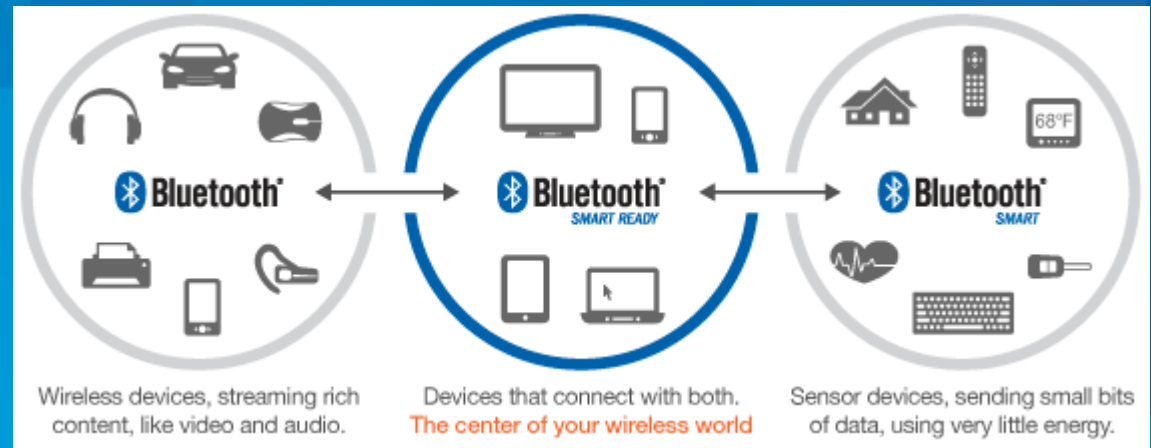 68°F
Bluetooth®
Bluetooth®
SMART READY
Bluetooth®
SMART
Wireless devices, streaming rich
content, like video and audio.
Devices that connect with both.
The center of your wireless world
Sensor devices, sending small bits
of data, using very little energy.